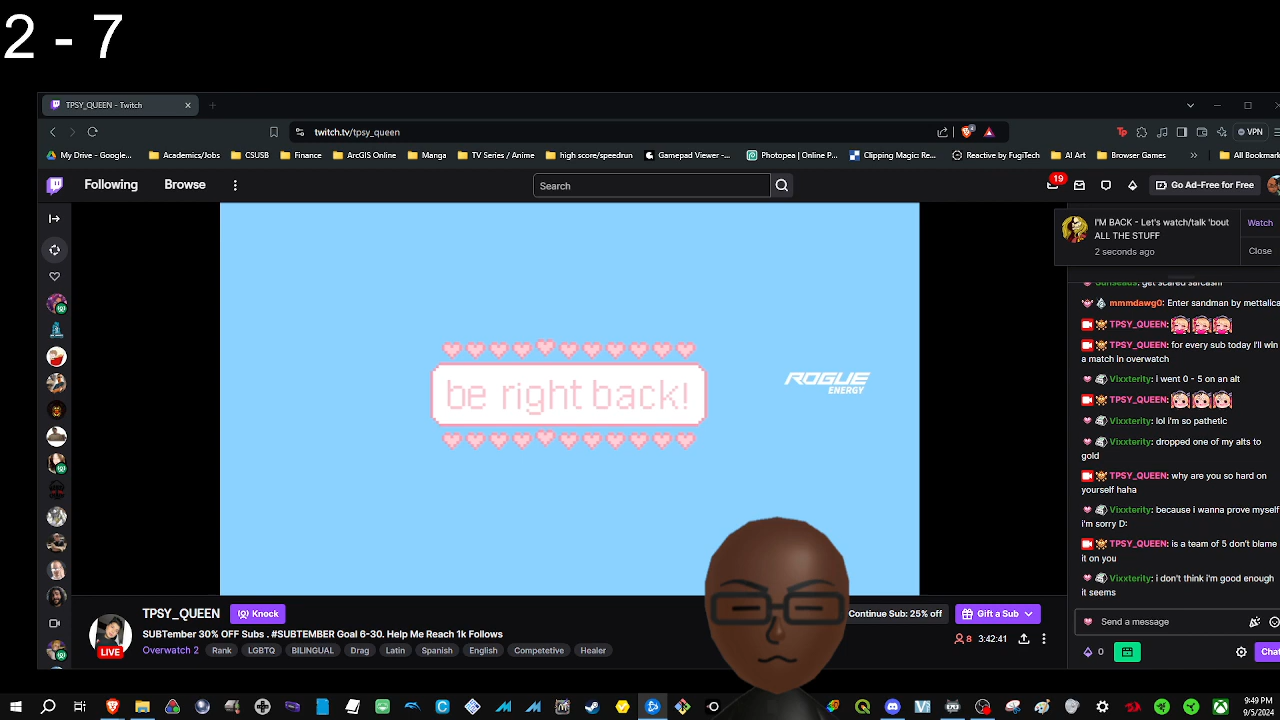 2 - 7
TPSY_QUEEN - Twitch
twitch.tv/tpsy_queen
VPN
My Drive - Google...
Academics/Jobs
CSUSB
Finance
ArcGIS Online
Manga
TV Series / Anime
high score/speedrun
Gamepad Viewer -...
Photopea | Online P...
Clipping Magic Re...
Reactive by FugTech
AI Art
Browser Games
All Bookmar
Following
Browse
Search
19
Go Ad-Free for Free
I'M BACK - Let's watch/talk 'bout
ALL THE STUFF
2 seconds ago
Watch
Close
be right back!
ROGUE
ENERGY
get scared sarcasm
mmmdawg0: Enter sandman by mettalica
TPSY_QUEEN:
TPSY_QUEEN: for every sub today I'll win
a match in overwatch
Vixxterity: i went 0 - 5 on an alt
TPSY_QUEEN:
Vixxterity: lol I'm so pathetic
Vixxterity: dropped one of my alts to
gold
TPSY_QUEEN: why are you so hard on
yourself haha
Vixxterity: because i wanna prove myself
i'm sorry D:
TPSY_QUEEN: is a team of 5 don't blame
it on you
Vixxterity: i don't think i'm good enough
it seems
Send a message
0
Chat
LIVE
TPSY_QUEEN
Knock
Continue Sub: 25% off
Gift a Sub
SUBTember 30% OFF Subs . #SUBTEMBER Goal 6-30. Help Me Reach 1k Follows
8
3:42:41
Overwatch 2
Rank
LGBTQ
BILINGUAL
Drag
Latin
Spanish
English
Competetive
Healer
9:49 PM
9/5/2024